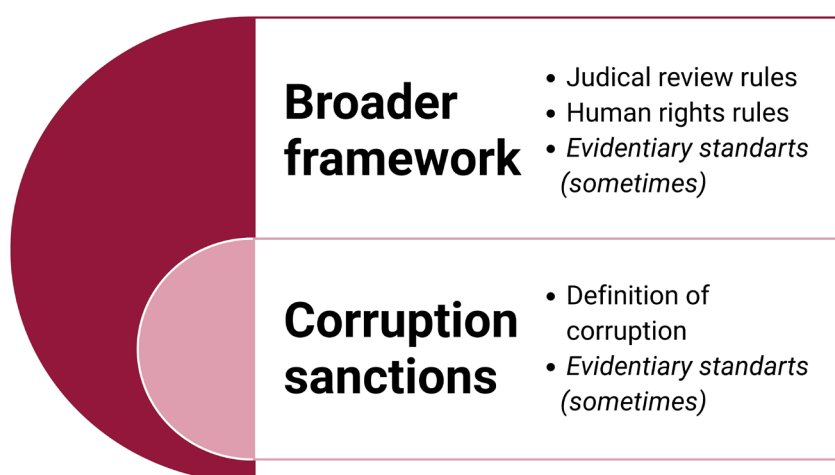 Broader
framework
• Judical review rules
• Human rights rules
• Evidentiary standarts
(sometimes)
Corruption
sanctions
• Definition of
corruption
• Evidentiary standarts
(sometimes)